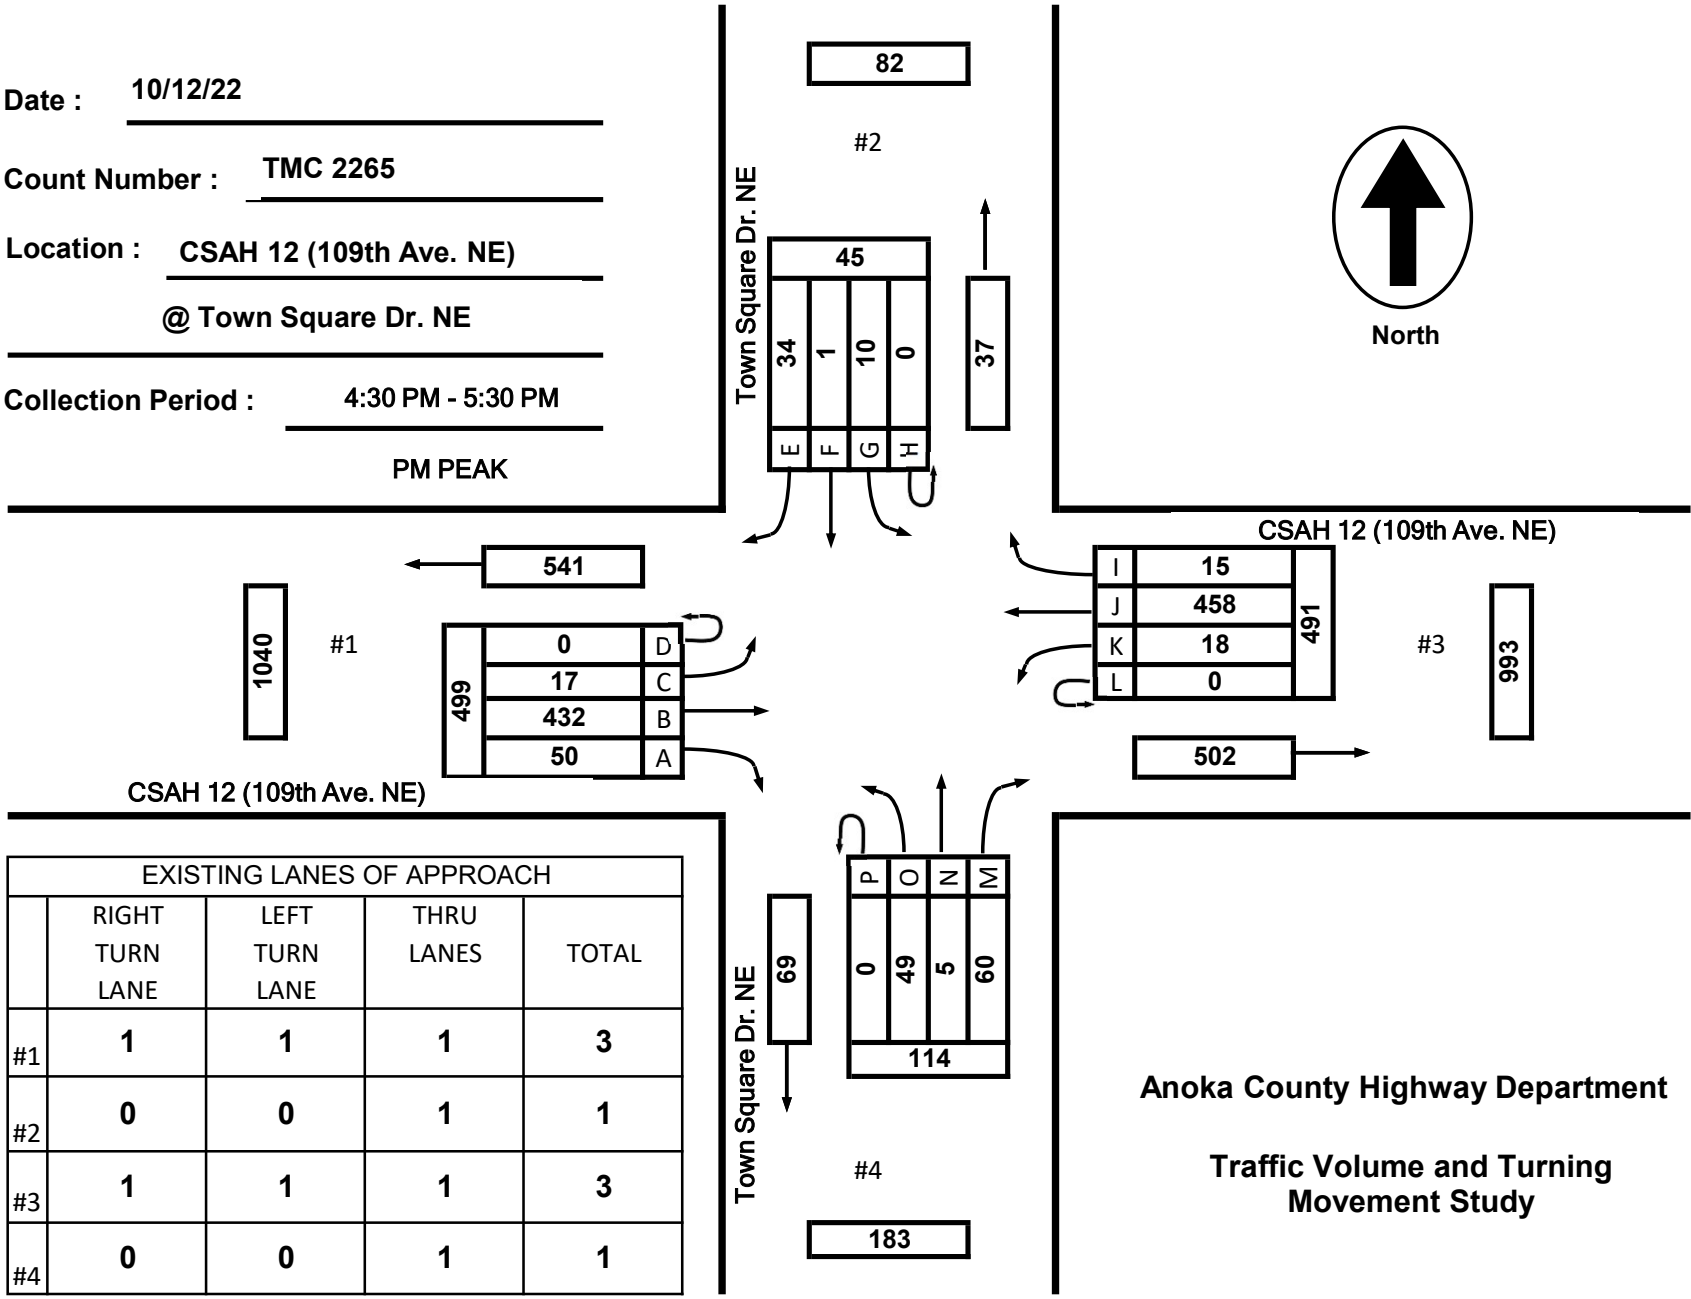 Date : 10/12/22
Count Number : TMC 2265
Location : CSAH 12 (109th Ave. NE)
@ Town Square Dr. NE
Collection Period : 4:30 PM - 5:30 PM
PM PEAK
82
#2
Town Square Dr. NE
45
34 1 10 0
E F G H
37
North
541
1040
#1
499
0 D
17 C
432 B
50 A
CSAH 12 (109th Ave. NE)
CSAH 12 (109th Ave. NE)
I 15
J 458
K 18
L 0
491
#3
993
502
EXISTING LANES OF APPROACH
RIGHT TURN LANE
LEFT TURN LANE
THRU LANES
TOTAL
#1 1 1 1 3
#2 0 0 1 1
#3 1 1 1 3
#4 0 0 1 1
Town Square Dr. NE
69
P O N M
0 49 5 60
114
#4
183
Anoka County Highway Department
Traffic Volume and Turning
Movement Study